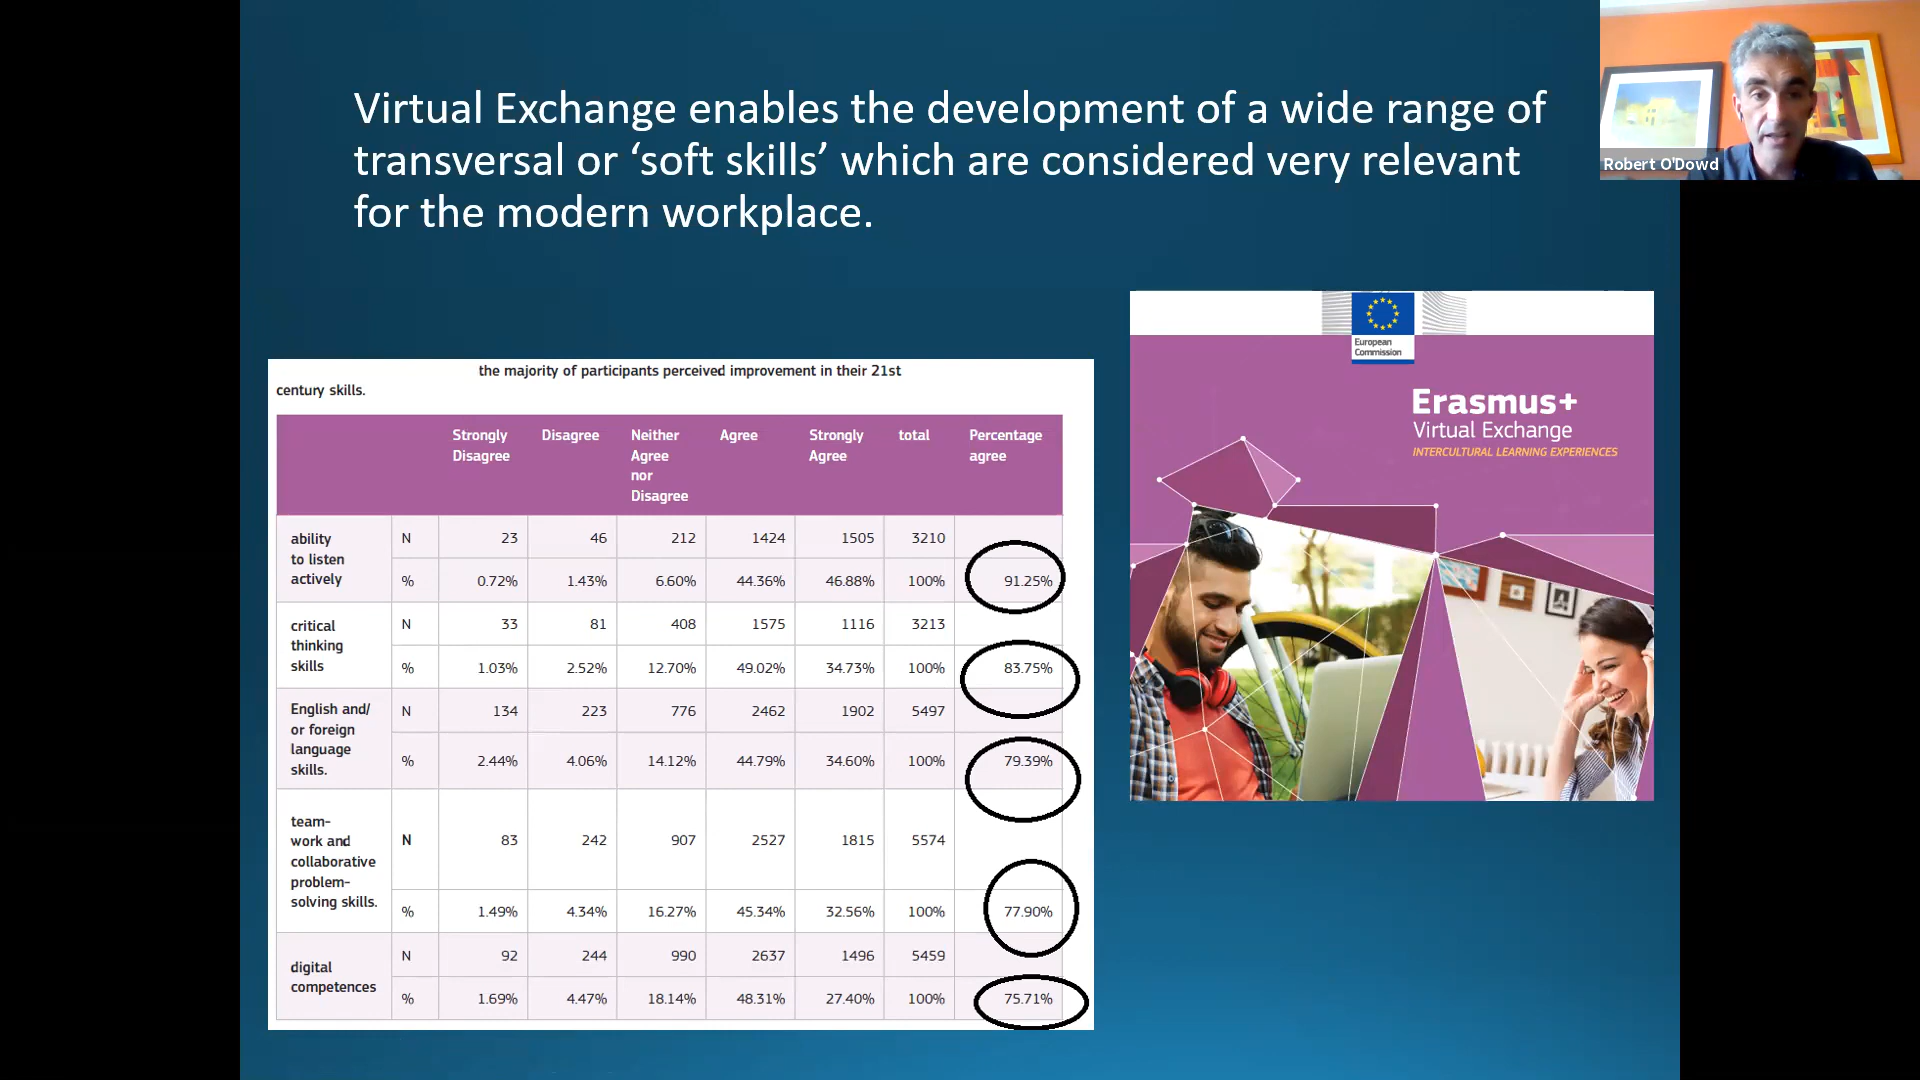 Virtual Exchange enables the development of a wide range of
transversal or ‘soft skills’ which are considered very relevant
for the modern workplace.
Robert O'Dowd
the majority of participants perceived improvement in their 21st
century skills.
Strongly Disagree Disagree Neither Agree nor Disagree Agree Strongly Agree total Percentage agree
ability to listen actively
N 23 46 212 1424 1505 3210
% 0.72% 1.43% 6.60% 44.36% 46.88% 100% 91.25%
critical thinking skills
N 33 81 408 1575 1116 3213
% 1.03% 2.52% 12.70% 49.02% 34.73% 100% 83.75%
English and/ or foreign language skills.
N 134 223 776 2462 1902 5497
% 2.44% 4.06% 14.12% 44.79% 34.60% 100% 79.39%
team- work and collaborative problem- solving skills.
N 83 242 907 2527 1815 5574
% 1.49% 4.34% 16.27% 45.34% 32.56% 100% 77.90%
digital competences
N 92 244 990 2637 1496 5459
% 1.69% 4.47% 18.14% 48.31% 27.40% 100% 75.71%
European
Commission
Erasmus+
Virtual Exchange
INTERCULTURAL LEARNING EXPERIENCES